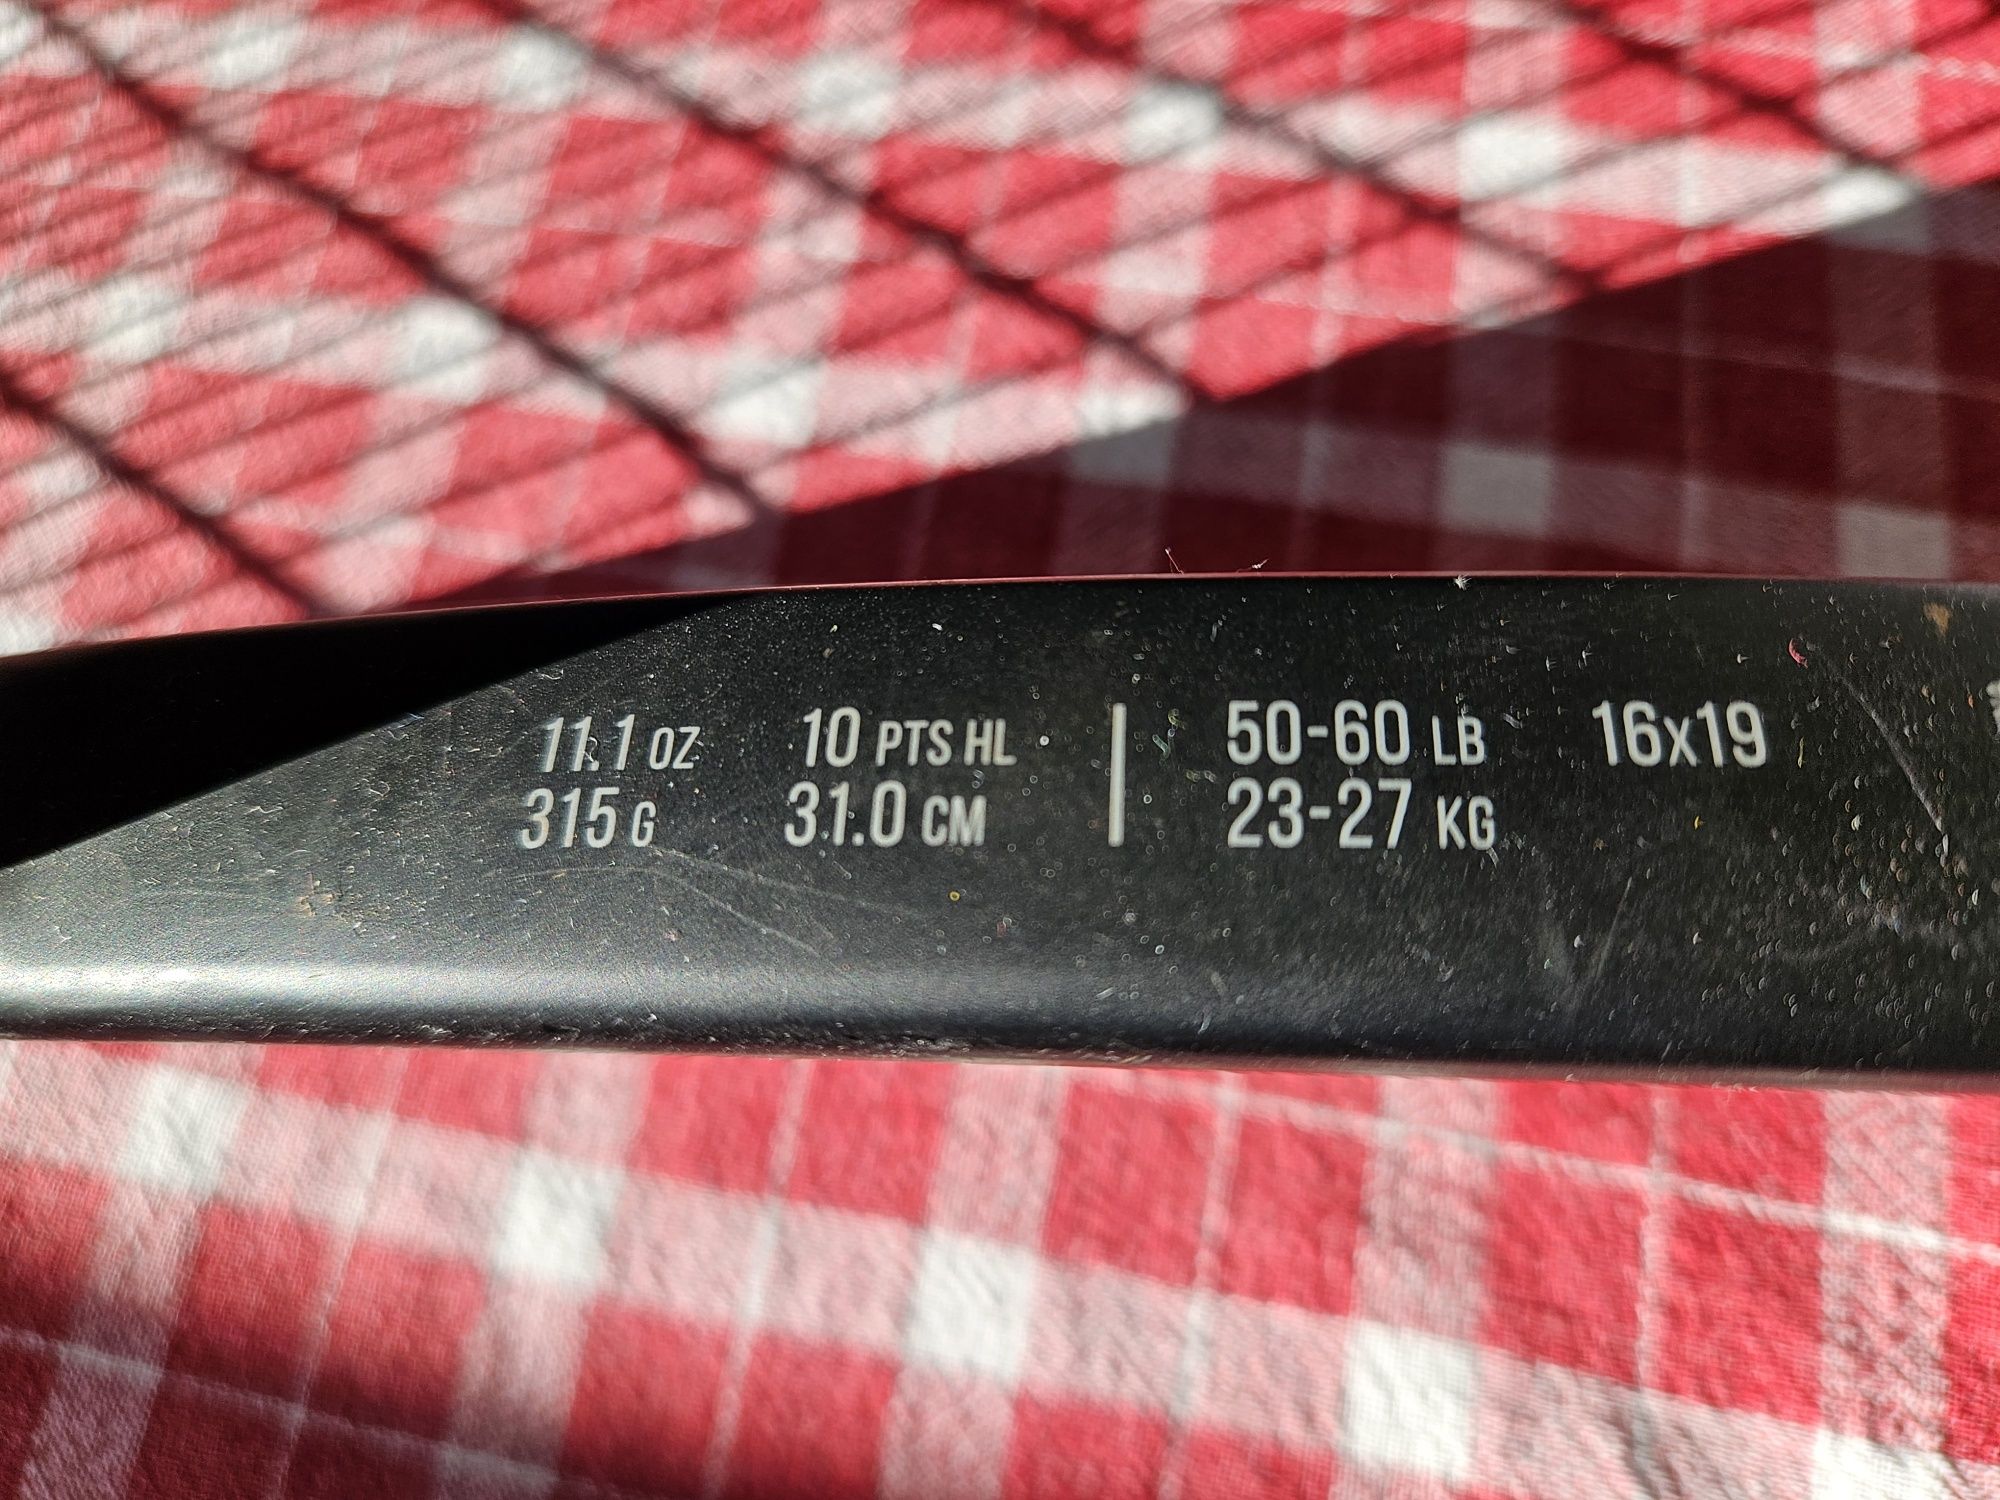 11.1 OZ 10 PTS HL | 50-60 LB 16x19
315 G 31.0 CM | 23-27 KG